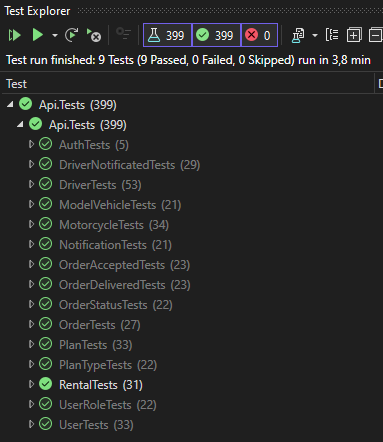 Test Explorer
399 399 0
Test run finished: 9 Tests (9 Passed, 0 Failed, 0 Skipped) run in 3,8 min
Test D
Api.Tests (399)
Api.Tests (399)
AuthTests (5)
DriverNotificatedTests (29)
DriverTests (53)
ModelVehicleTests (21)
MotorcycleTests (34)
NotificationTests (21)
OrderAcceptedTests (23)
OrderDeliveredTests (23)
OrderStatusTests (22)
OrderTests (27)
PlanTests (33)
PlanTypeTests (22)
RentalTests (31)
UserRoleTests (22)
UserTests (33)